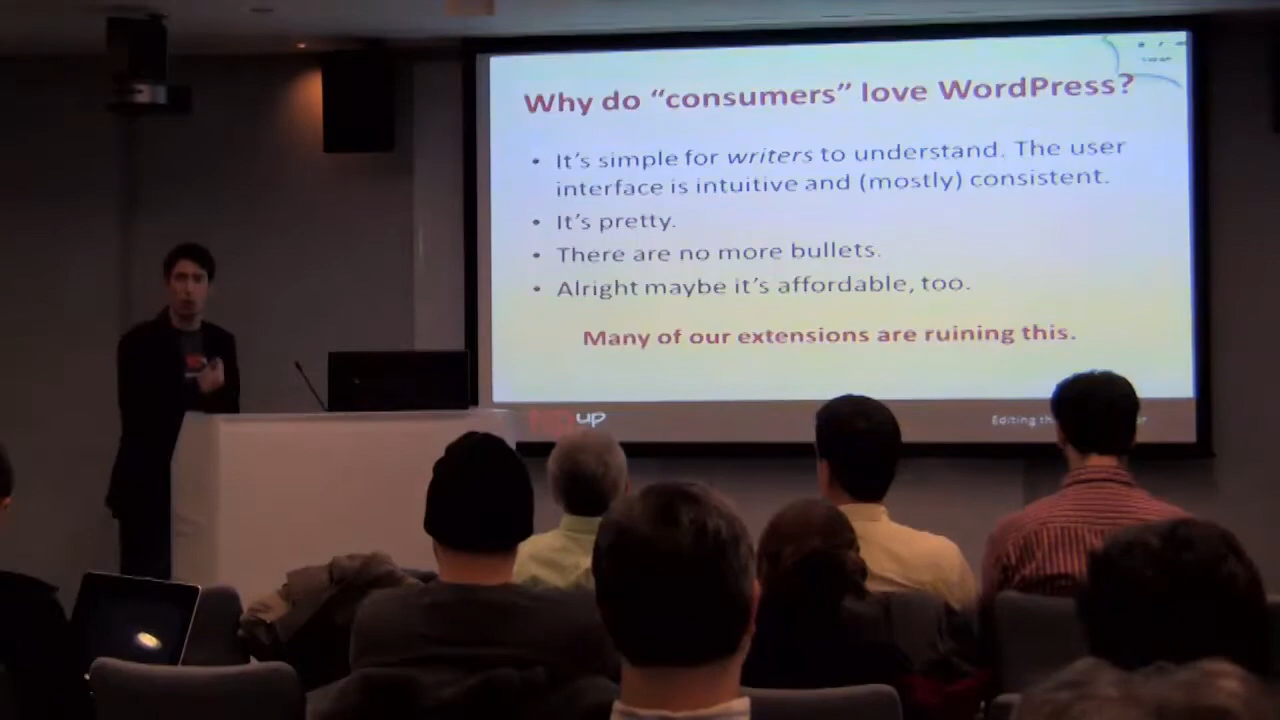 Why do “consumers” love WordPress?
• It’s simple for writers to understand. The user
interface is intuitive and (mostly) consistent.
• It’s pretty.
• There are no more bullets.
• Alright maybe it’s affordable, too.
Many of our extensions are ruining this.
up
Editing